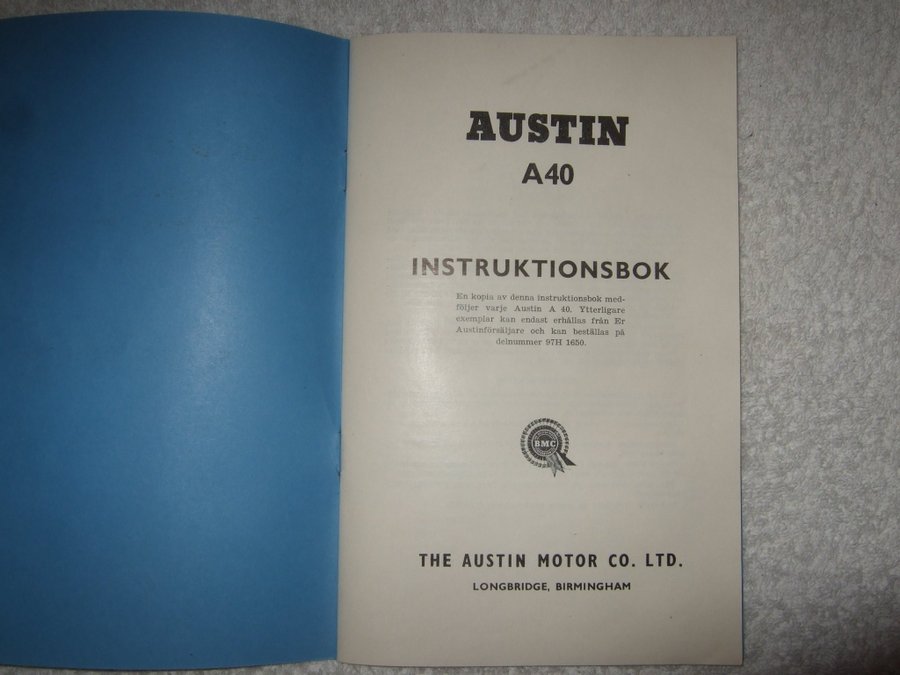 AUSTIN
A40
INSTRUKTIONSBOK
En kopia av denna instruktionsbok med-
följer varje Austin A 40. Ytterligare
exemplar kan endast erhållas från Er
Austinförsäljare och kan beställas på
delnummer 97H 1650.
BMC
THE AUSTIN MOTOR CO. LTD.
LONGBRIDGE, BIRMINGHAM